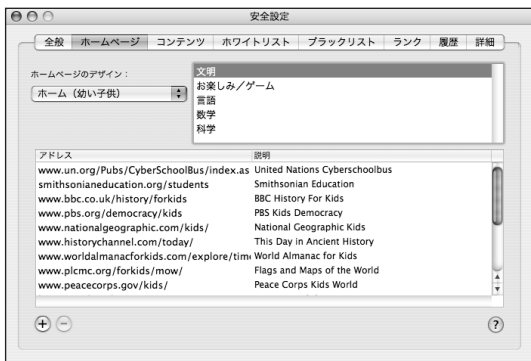 安全設定
全般 ホームページ コンテンツ ホワイトリスト ブラックリスト ランク 履歴 詳細
ホームページのデザイン：
ホーム（幼い子供）
文明
お楽しみ／ゲーム
言語
数学
科学
アドレス 説明
www.un.org/Pubs/CyberSchoolBus/index.as United Nations Cyberschoolbus
smithsonianeducation.org/students Smithsonian Education
www.bbc.co.uk/history/forkids BBC History For Kids
www.pbs.org/democracy/kids PBS Kids Democracy
www.nationalgeographic.com/kids/ National Geographic Kids
www.historychannel.com/today/ This Day in Ancient History
www.worldalmanacforkids.com/explore/time World Almanac for Kids
www.plcmc.org/forkids/mow/ Flags and Maps of the World
www.peacecorps.gov/kids/ Peace Corps Kids World